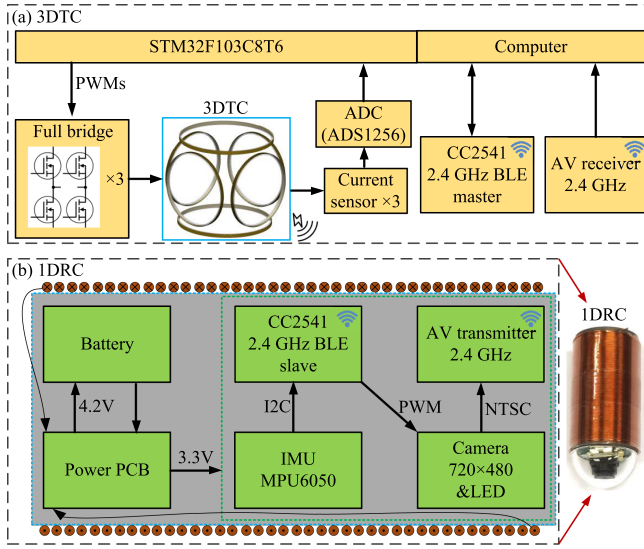 (a) 3DTC
STM32F103C8T6
Computer
PWMs
3DTC
Full bridge
×3
ADC
(ADS1256)
Current
sensor ×3
CC2541
2.4 GHz BLE
master
AV receiver
2.4 GHz
(b) 1DRC
1DRC
Battery
CC2541
2.4 GHz BLE
slave
AV transmitter
2.4 GHz
4.2V
I2C
PWM
NTSC
Power PCB
3.3V
IMU
MPU6050
Camera
720×480
&LED